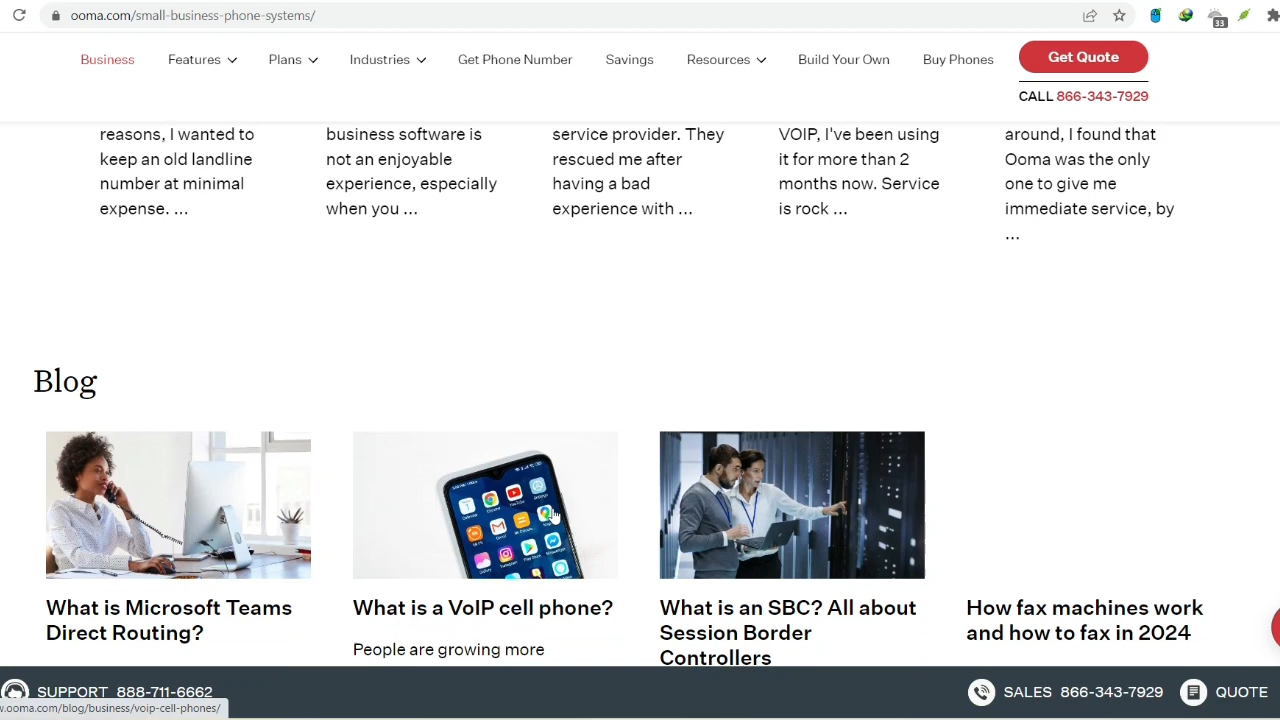 ooma.com/small-business-phone-systems/
33
Business Features Plans Industries Get Phone Number Savings Resources Build Your Own Buy Phones Get Quote
CALL 866-343-7929
reasons, I wanted to
keep an old landline
number at minimal
expense. ...
business software is
not an enjoyable
experience, especially
when you ...
service provider. They
rescued me after
having a bad
experience with ...
VOIP, I've been using
it for more than 2
months now. Service
is rock ...
around, I found that
Ooma was the only
one to give me
immediate service, by
...
Blog
What is Microsoft Teams
Direct Routing?
What is a VoIP cell phone?
People are growing more
What is an SBC? All about
Session Border
Controllers
How fax machines work
and how to fax in 2024
SUPPORT 888-711-6662
SALES 866-343-7929
QUOTE
w.ooma.com/blog/business/voip-cell-phones/